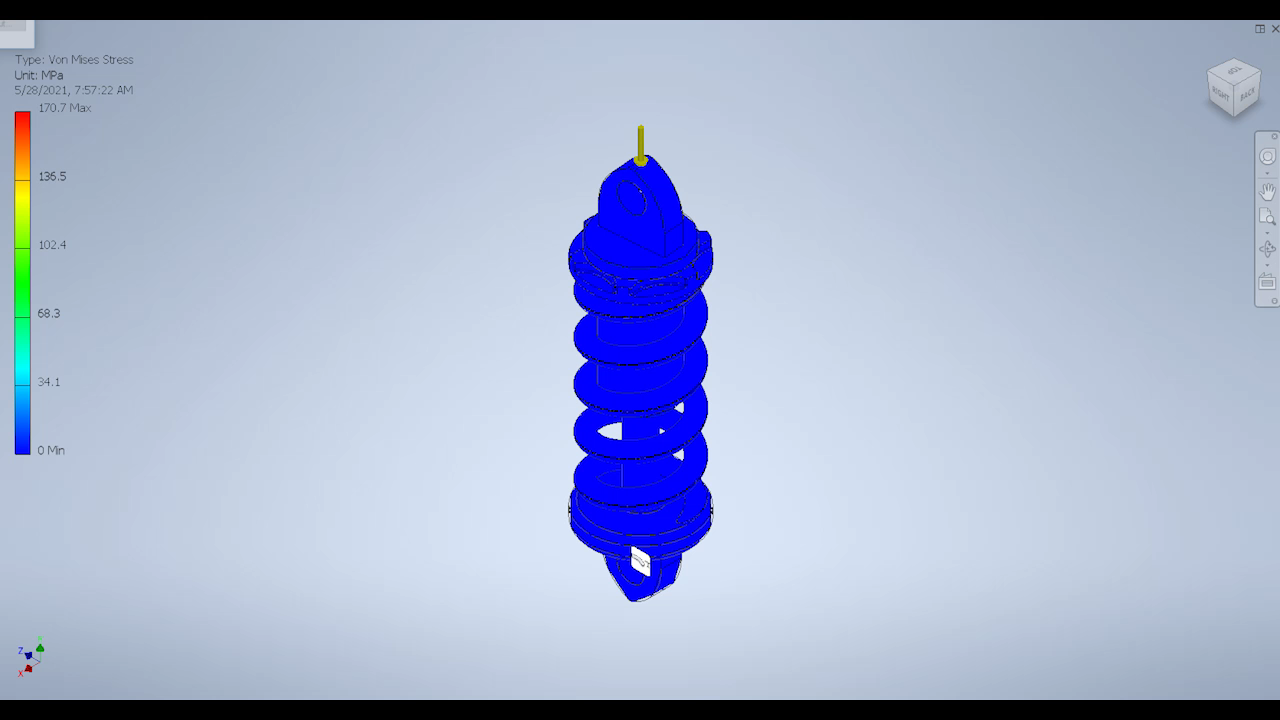 Type: Von Mises Stress
Unit: MPa
5/28/2021, 7:57:22 AM
170.7 Max
136.5
102.4
68.3
34.1
0 Min
TOP
RIGHT
BACK
Z
X